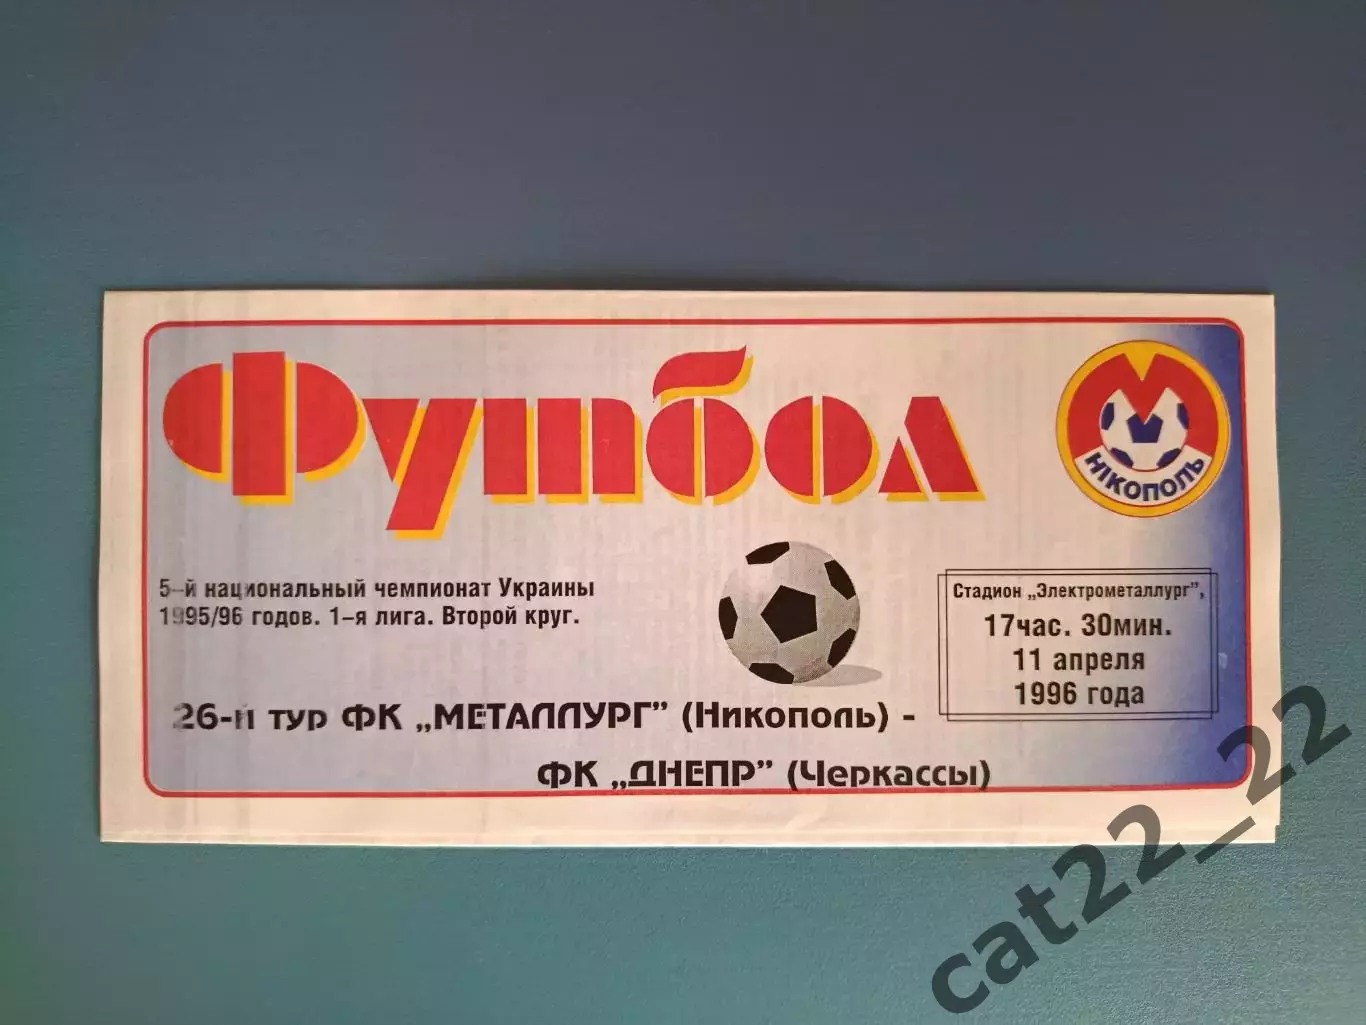 Футбол
М
НІКОПОЛЬ
5-й национальный чемпионат Украины
1995/96 годов. 1-я лига. Второй круг.
Стадион „Электрометаллург”,
17час. 30мин.
11 апреля
1996 года
26-й тур ФК „МЕТАЛЛУРГ” (Никополь) -
ФК „ДНЕПР” (Черкассы)
cat22_22